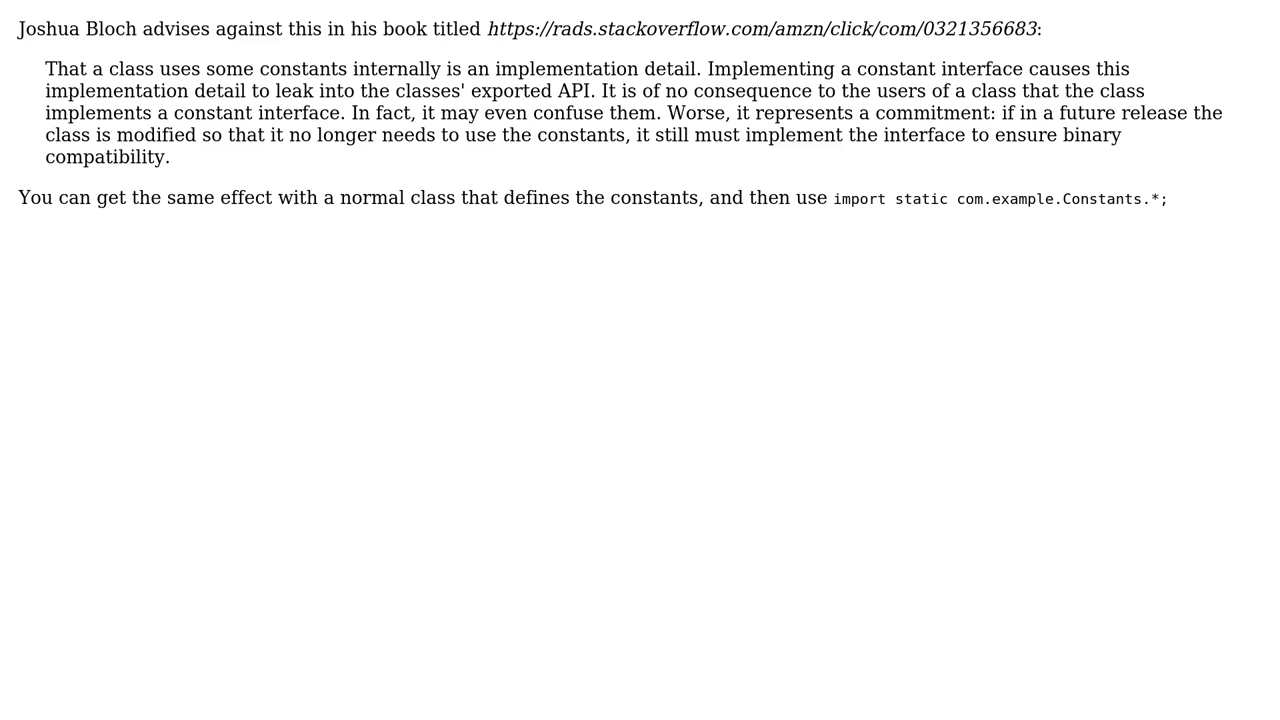 Joshua Bloch advises against this in his book titled https://rads.stackoverflow.com/amzn/click/com/0321356683:
That a class uses some constants internally is an implementation detail. Implementing a constant interface causes this
implementation detail to leak into the classes' exported API. It is of no consequence to the users of a class that the class
implements a constant interface. In fact, it may even confuse them. Worse, it represents a commitment: if in a future release the
class is modified so that it no longer needs to use the constants, it still must implement the interface to ensure binary
compatibility.
You can get the same effect with a normal class that defines the constants, and then use import static com.example.Constants.*;